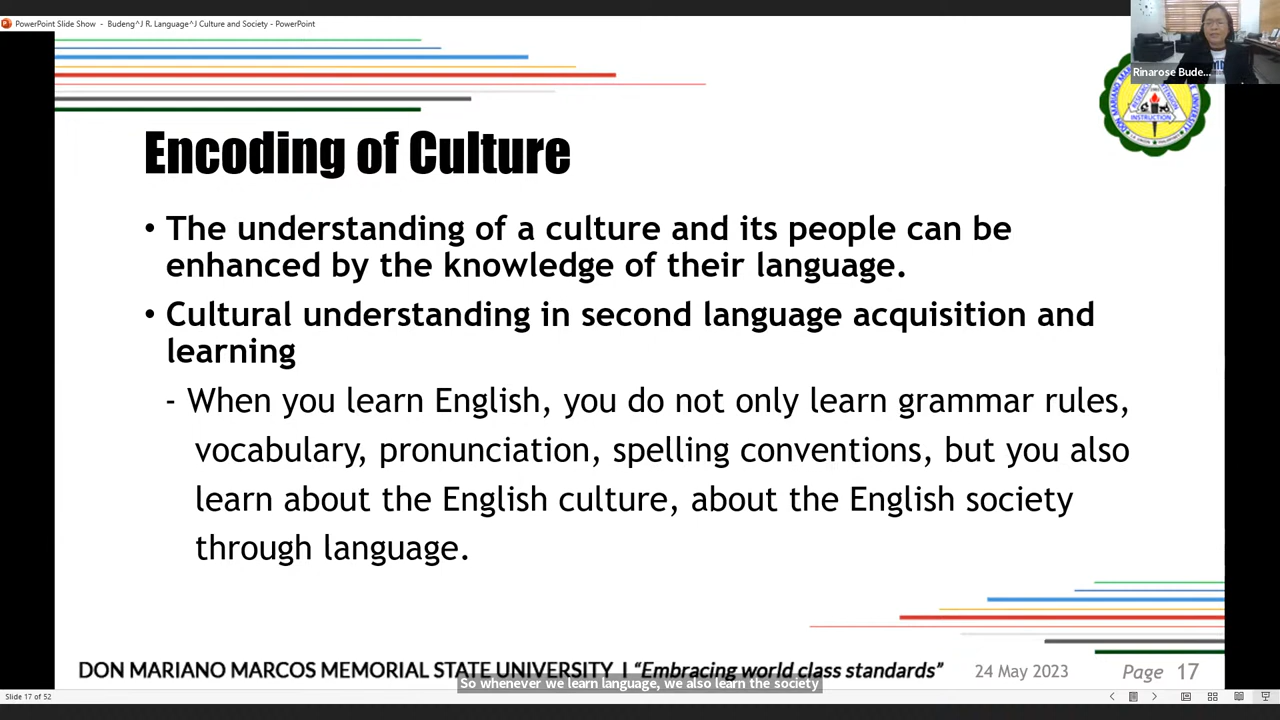 PowerPoint Slide Show - Budeng^J R. Language^J Culture and Society - PowerPoint
Rinarose Bude...
INSTRUCTION
Encoding of Culture
• The understanding of a culture and its people can be
enhanced by the knowledge of their language.
• Cultural understanding in second language acquisition and
learning
- When you learn English, you do not only learn grammar rules,
vocabulary, pronunciation, spelling conventions, but you also
learn about the English culture, about the English society
through language.
DON MARIANO MARCOS MEMORIAL STATE UNIVERSITY I “Embracing world class standards”
24 May 2023
Page 17
So whenever we learn language, we also learn the society
Slide 17 of 52